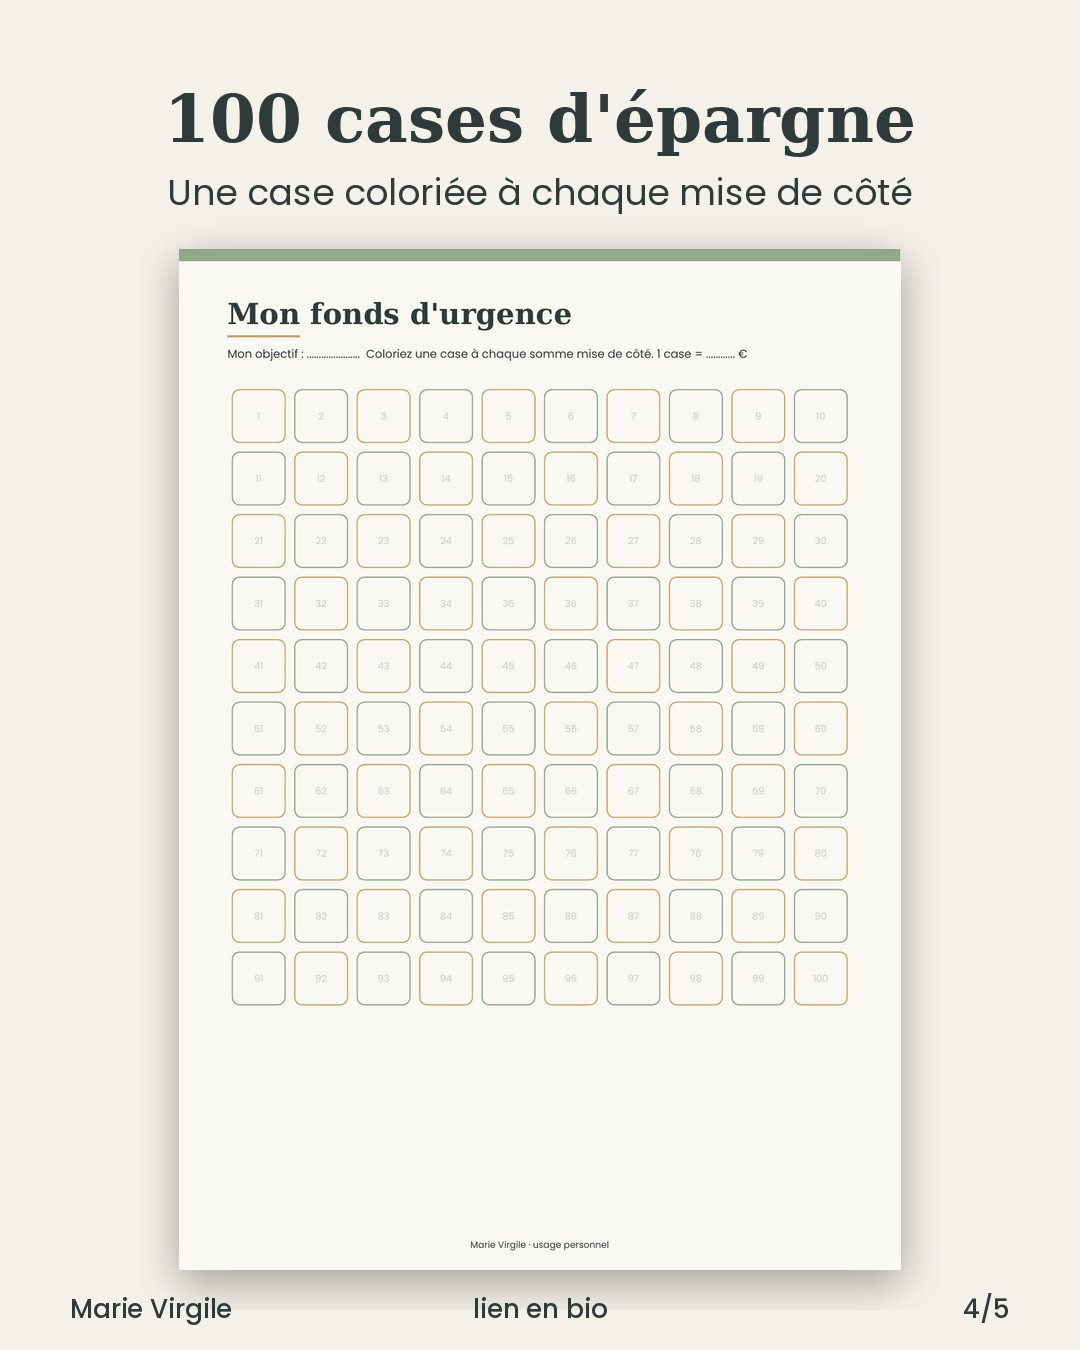 100 cases d'épargne
Une case coloriée à chaque mise de côté
Mon fonds d'urgence
Mon objectif : ..................... Coloriez une case à chaque somme mise de côté. 1 case = ............ €
1 2 3 4 5 6 7 8 9 10
11 12 13 14 15 16 17 18 19 20
21 22 23 24 25 26 27 28 29 30
31 32 33 34 35 36 37 38 39 40
41 42 43 44 45 46 47 48 49 50
51 52 53 54 55 56 57 58 59 60
61 62 63 64 65 66 67 68 69 70
71 72 73 74 75 76 77 78 79 80
81 82 83 84 85 86 87 88 89 90
91 92 93 94 95 96 97 98 99 100
Marie Virgile · usage personnel
Marie Virgile lien en bio 4/5